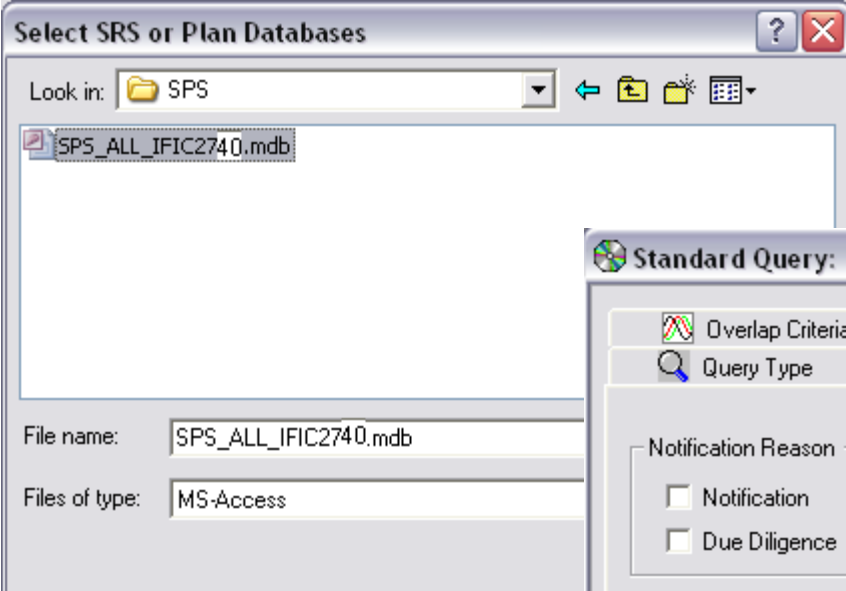 Select SRS or Plan Databases
?
Look in: SPS
SPS_ALL_IFIC2740.mdb
File name: SPS_ALL_IFIC2740.mdb
Files of type: MS-Access
Standard Query:
Overlap Criteria
Query Type
Notification Reason
Notification
Due Diligence